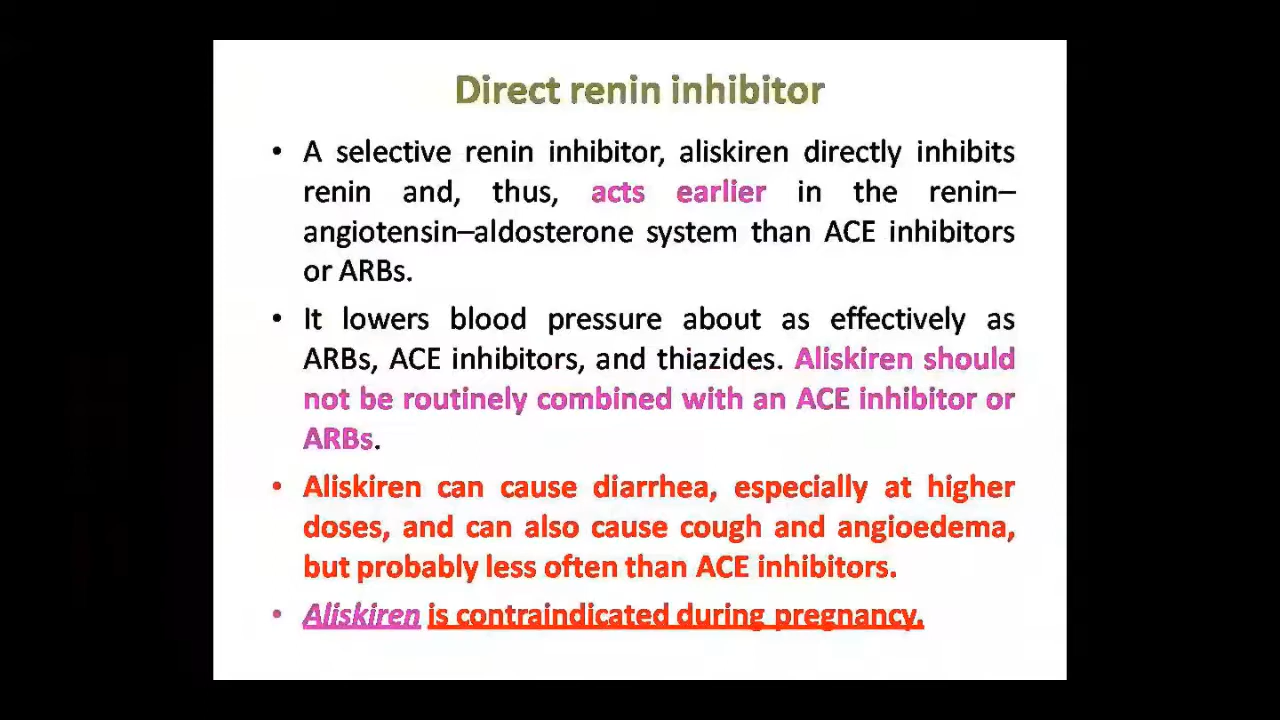 Direct renin inhibitor
• A selective renin inhibitor, aliskiren directly inhibits
renin and, thus, acts earlier in the renin–
angiotensin–aldosterone system than ACE inhibitors
or ARBs.
• It lowers blood pressure about as effectively as
ARBs, ACE inhibitors, and thiazides. Aliskiren should
not be routinely combined with an ACE inhibitor or
ARBs.
• Aliskiren can cause diarrhea, especially at higher
doses, and can also cause cough and angioedema,
but probably less often than ACE inhibitors.
• Aliskiren is contraindicated during pregnancy.